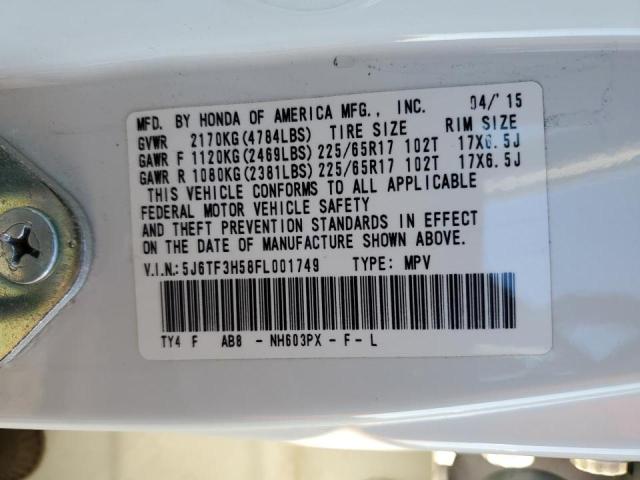 MFD. BY HONDA OF AMERICA MFG., INC. 04/'15
GVWR 2170KG(4784LBS) TIRE SIZE RIM SIZE
GAWR F 1120KG(2469LBS) 225/65R17 102T 17X6.5J
GAWR R 1080KG(2381LBS) 225/65R17 102T 17X6.5J
THIS VEHICLE CONFORMS TO ALL APPLICABLE
FEDERAL MOTOR VEHICLE SAFETY
AND THEFT PREVENTION STANDARDS IN EFFECT
ON THE DATE OF MANUFACTURE SHOWN ABOVE.
V.I.N.:5J6TF3H58FL001749 TYPE: MPV
TY4 F AB8 - NH603PX - F - L